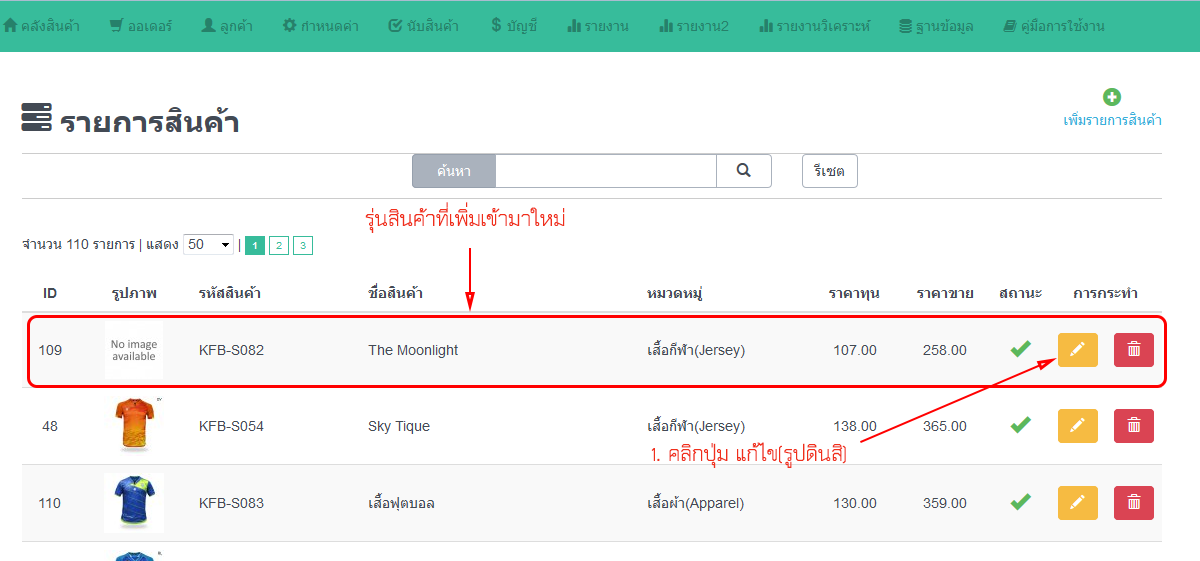 คลังสินค้า ออเดอร์ ลูกค้า กำหนดค่า นับสินค้า บัญชี รายงาน รายงาน2 รายงานวิเคราะห์ ฐานข้อมูล คู่มือการใช้งาน
รายการสินค้า
เพิ่มรายการสินค้า
ค้นหา รีเซต
รุ่นสินค้าที่เพิ่มเข้ามาใหม่
จำนวน 110 รายการ | แสดง 50 | 1 2 3
ID รูปภาพ รหัสสินค้า ชื่อสินค้า หมวดหมู่ ราคาทุน ราคาขาย สถานะ การกระทำ
109 No image available KFB-S082 The Moonlight เสื้อกีฬา(Jersey) 107.00 258.00
48 KFB-S054 Sky Tique เสื้อกีฬา(Jersey) 138.00 365.00
1. คลิกปุ่ม แก้ไข(รูปดินสิ)
110 KFB-S083 เสื้อฟุตบอล เสื้อผ้า(Apparel) 130.00 359.00